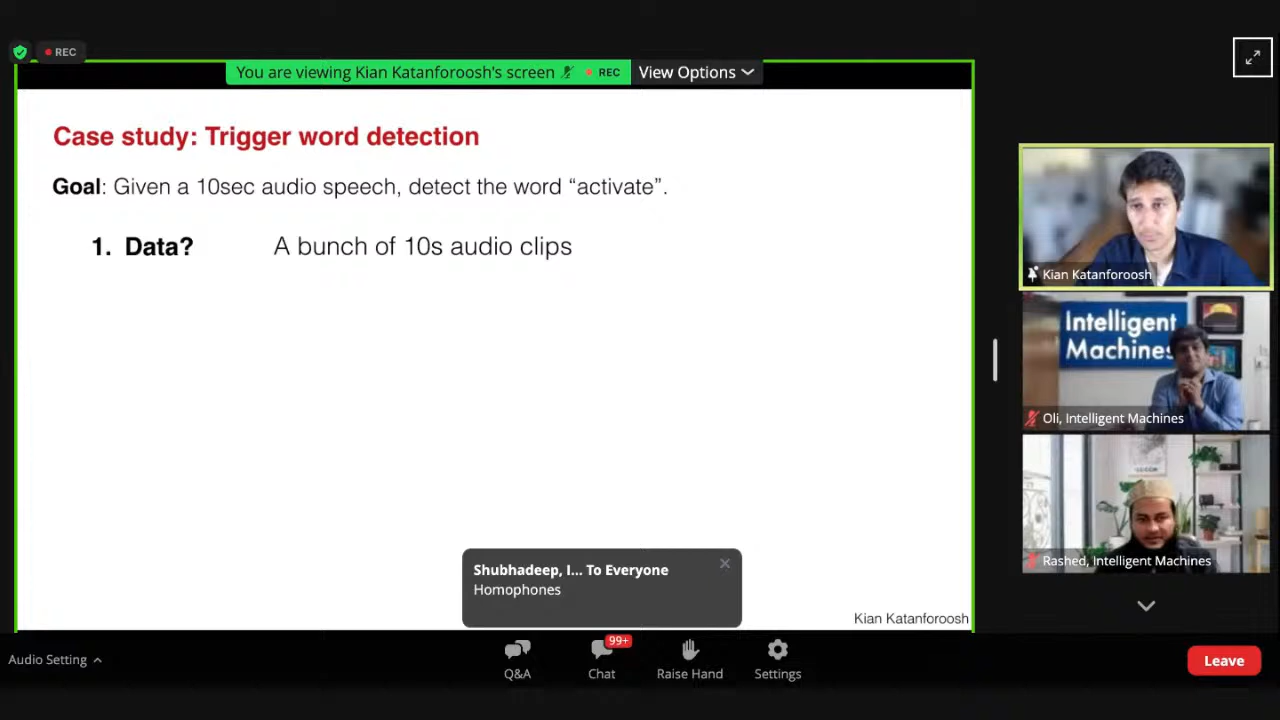 REC
You are viewing Kian Katanforoosh's screen REC View Options
Case study: Trigger word detection
Goal: Given a 10sec audio speech, detect the word “activate”.
1. Data? A bunch of 10s audio clips
Kian Katanforoosh
Intelligent
Machines
Oli, Intelligent Machines
Rashed, Intelligent Machines
Shubhadeep, I... To Everyone
Homophones
Kian Katanforoosh
Audio Setting
Q&A
99+
Chat
Raise Hand
Settings
Leave